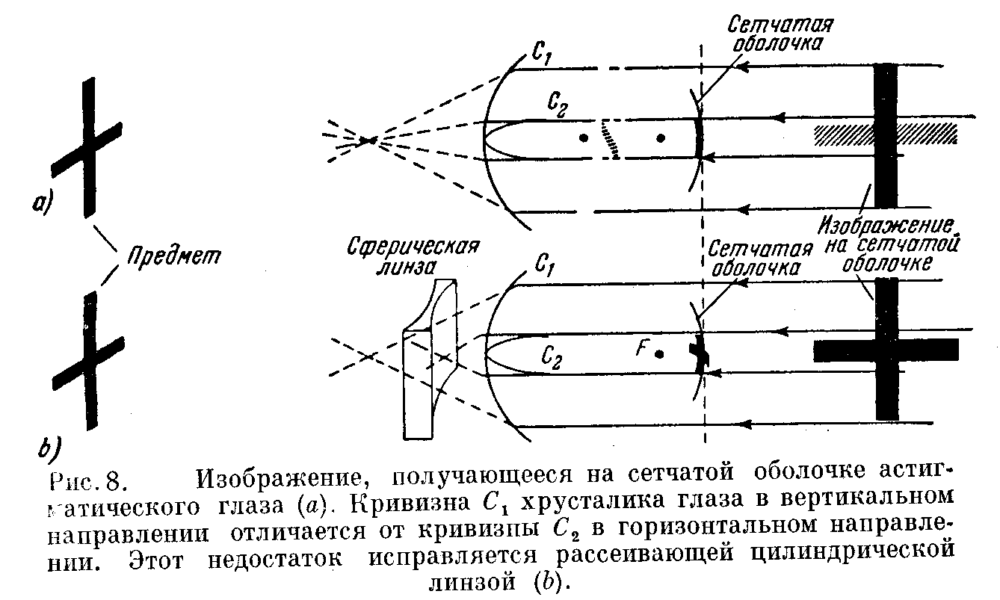 Сетчатая
оболочка
C₁
C₂
a)
Предмет
Сферическая
линза
Сетчатая
оболочка
Изображение
на сетчатой
оболочке
C₁
C₂
F
b)
Рис. 8. Изображение, получающееся на сетчатой оболочке астиг-
матического глаза (a). Кривизна C₁ хрусталика глаза в вертикальном
направлении отличается от кривизны C₂ в горизонтальном направле-
нии. Этот недостаток исправляется рассеивающей цилиндрической
линзой (b).